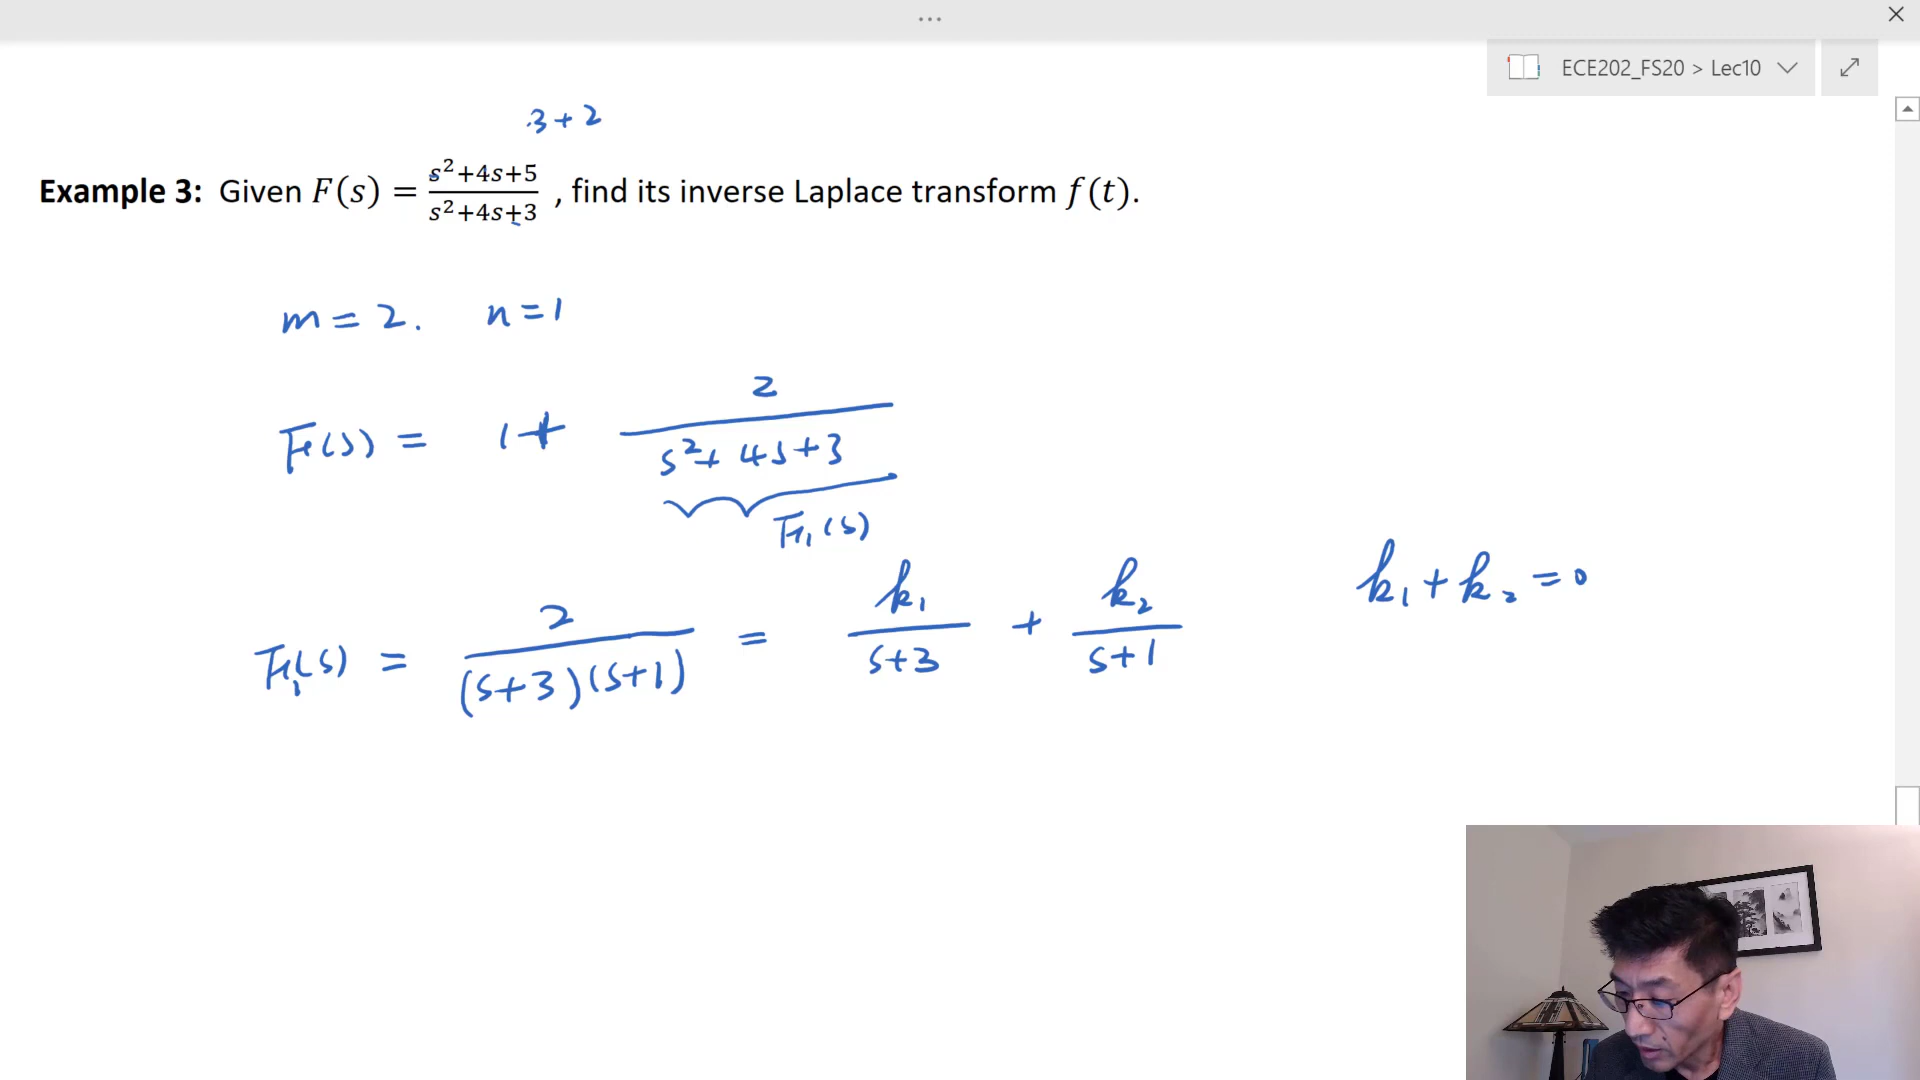 ...
ECE202_FS20 > Lec10
3 + 2
Example 3: Given F(s) = (s²+4s+5)/(s²+4s+3) , find its inverse Laplace transform f(t).
m = 2. n = 1
F(s) = 1 + 2/(s² + 4s + 3)
F₁(s)
F₁(s) = 2/((s+3)(s+1)) = k₁/(s+3) + k₂/(s+1)
k₁ + k₂ = 0